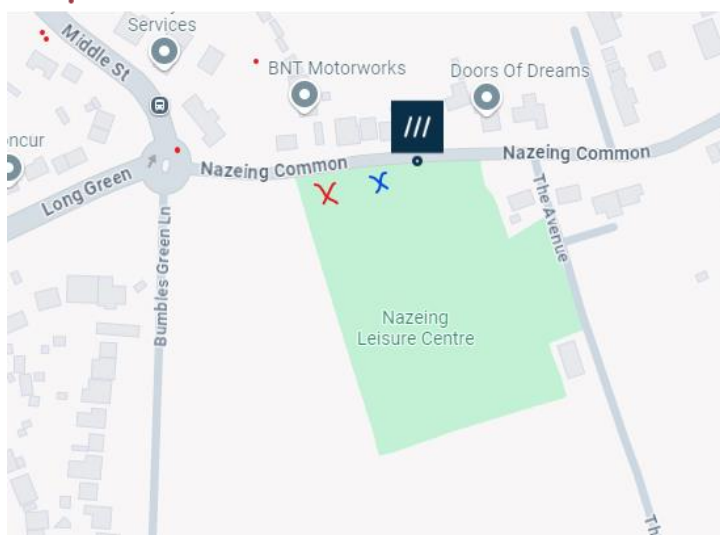 Services
Middle St
BNT Motorworks
Doors Of Dreams
///
Nazeing Common
Nazeing Common
Long Green
The Avenue
Bumbles Green Ln
Nazeing
Leisure Centre